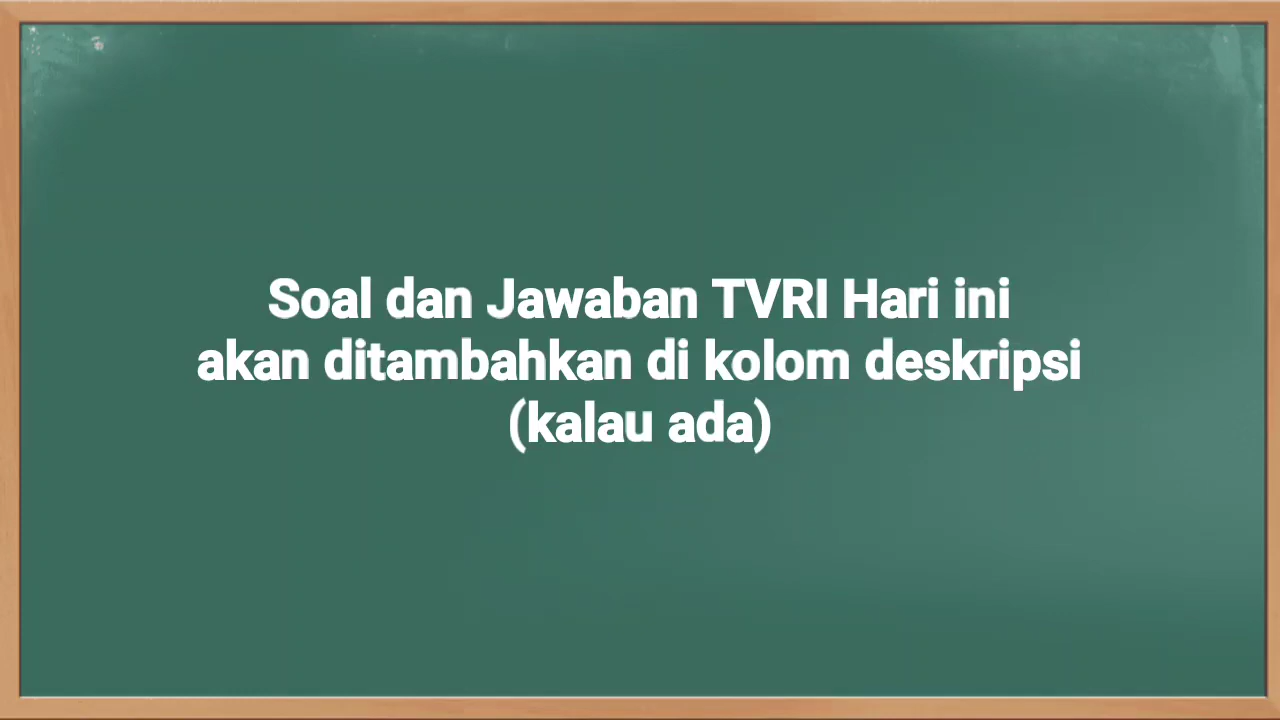 Soal dan Jawaban TVRI Hari ini
akan ditambahkan di kolom deskripsi
(kalau ada)